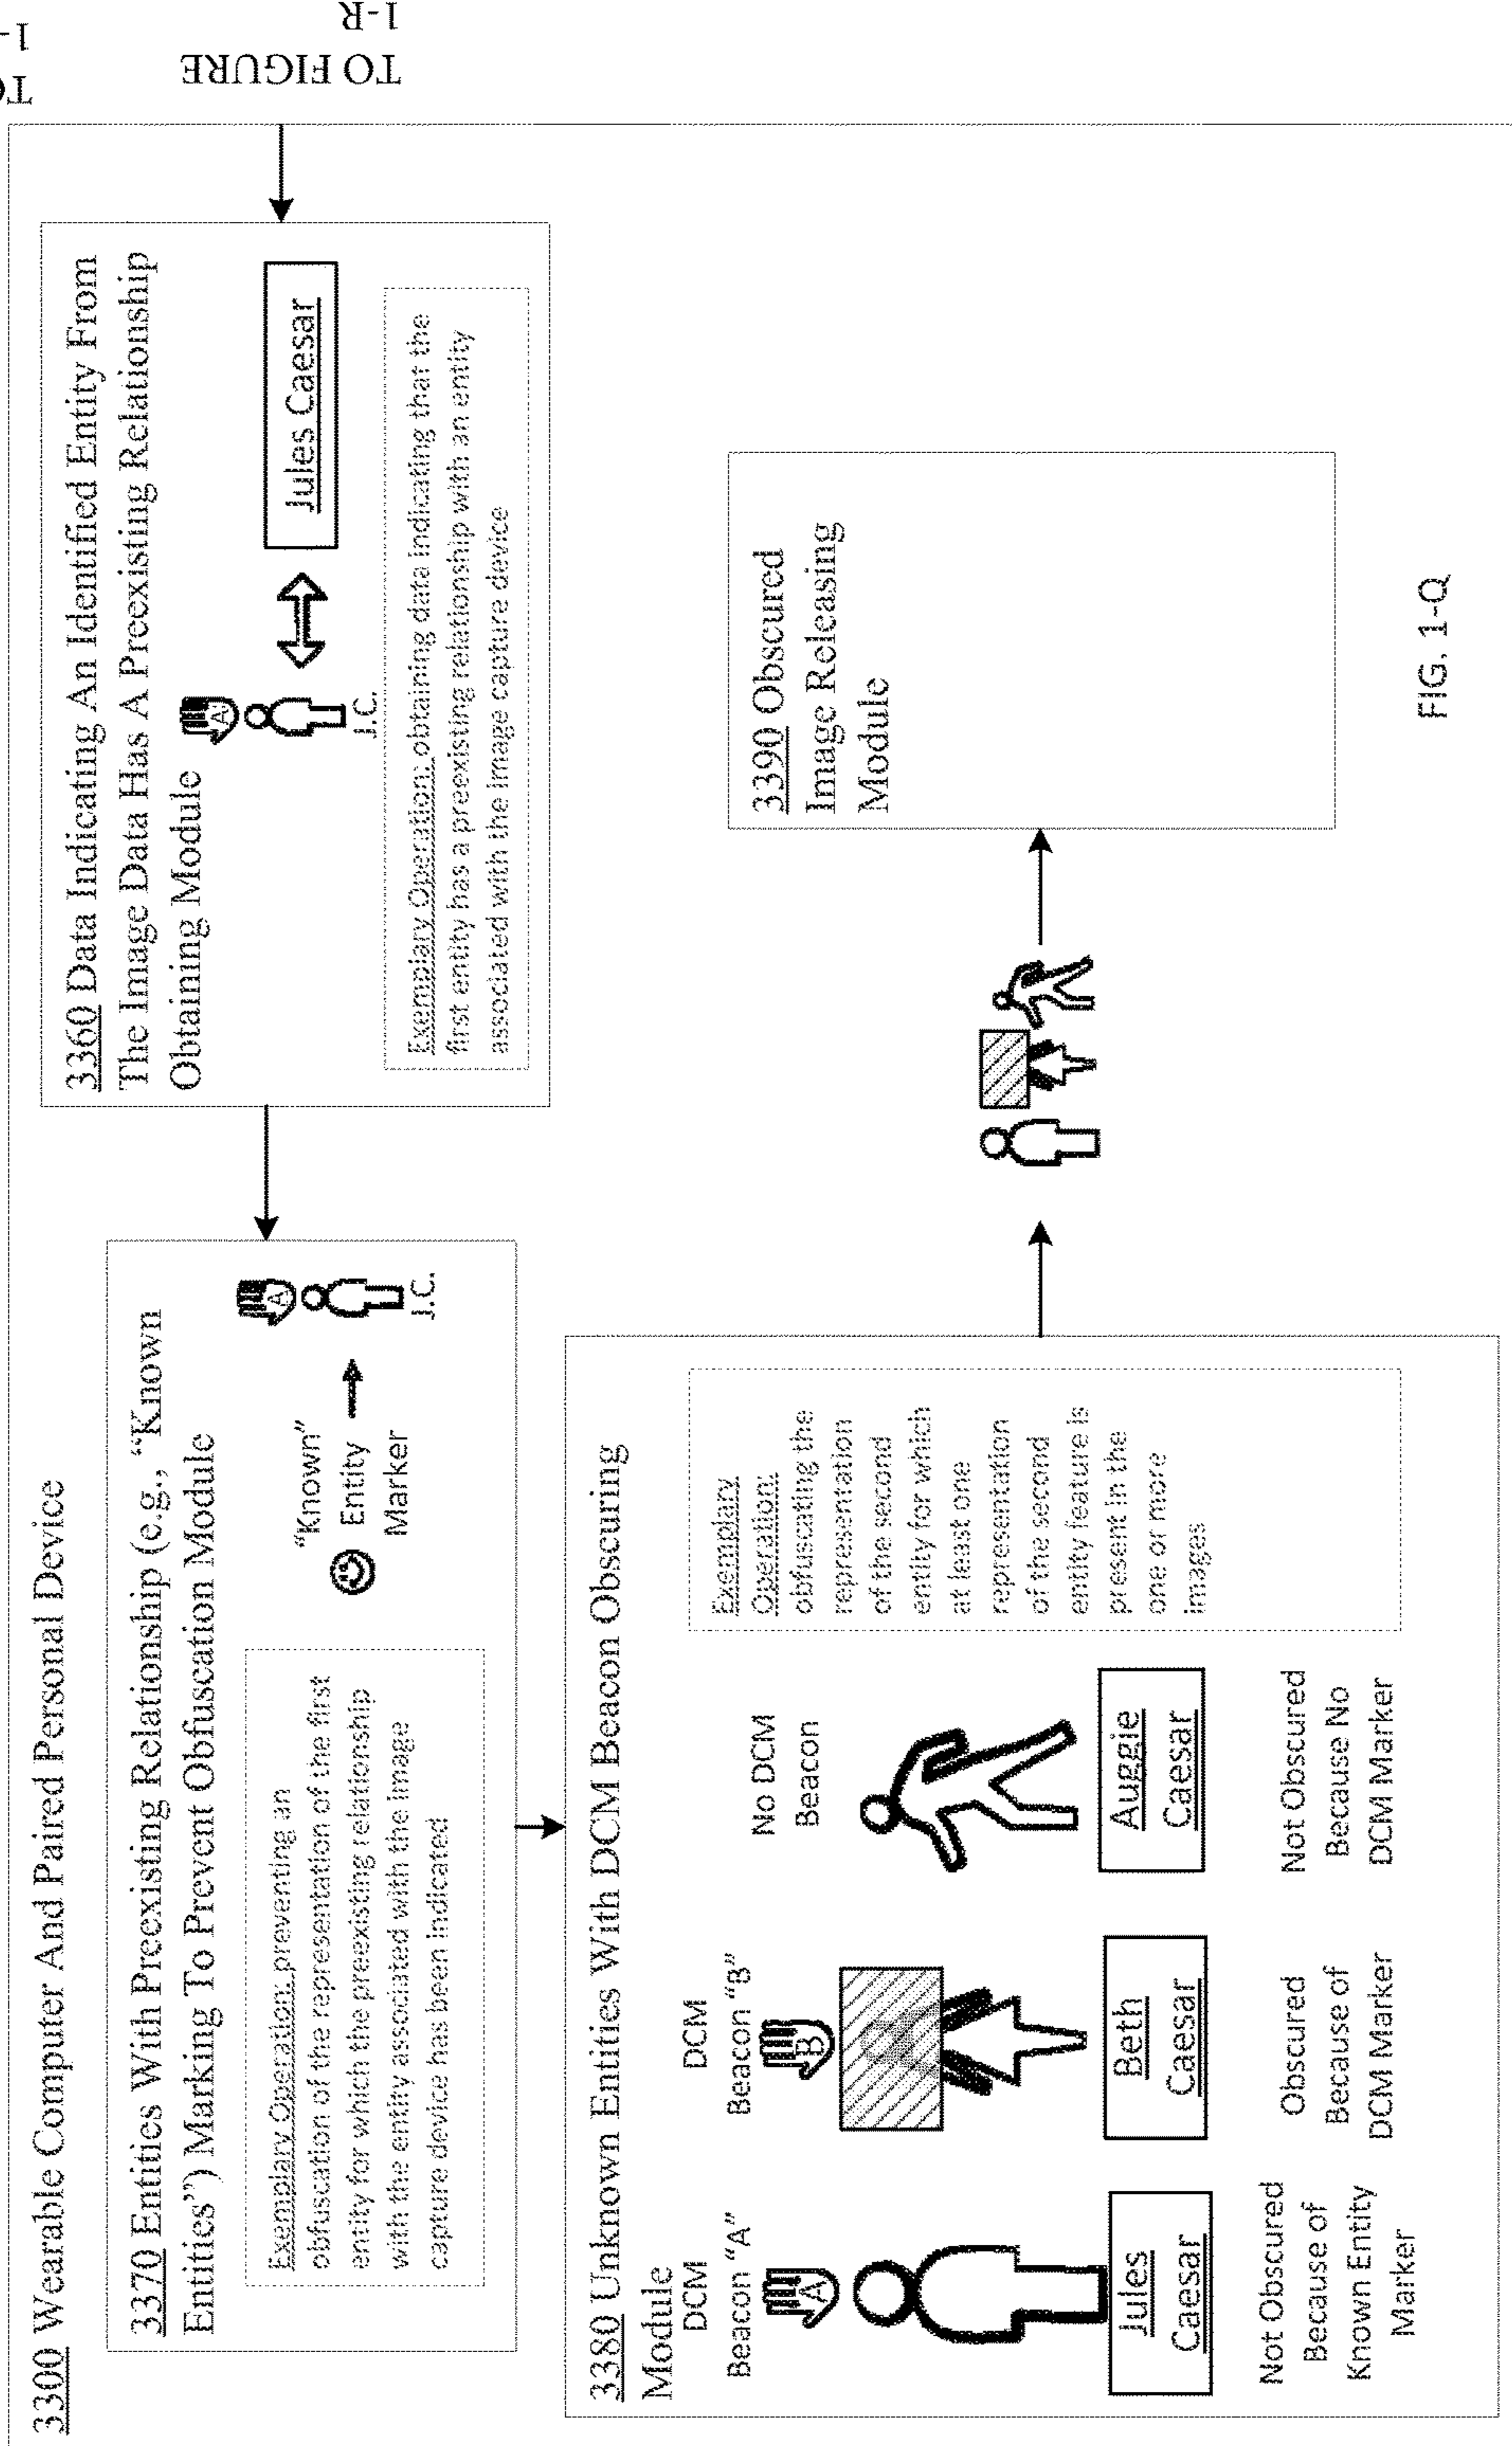 3300 Wearable Computer And Paired Personal Device
TO FIGURE
1-R
3360 Data Indicating An Identified Entity From
The Image Data Has A Preexisting Relationship
Obtaining Module
A
J.C.
Jules Caesar
Exemplary Operation: obtaining data indicating that the
first entity has a preexisting relationship with an entity
associated with the image capture device
3370 Entities With Preexisting Relationship (e.g., “Known
Entities”) Marking To Prevent Obfuscation Module
Exemplary Operation: preventing an
obfuscation of the representation of the first
entity for which the preexisting relationship
with the entity associated with the image
capture device has been indicated
“Known”
Entity
Marker
A
J.C.
3380 Unknown Entities With DCM Beacon Obscuring
Module
DCM
Beacon “A”
A
Jules
Caesar
Not Obscured
Because of
Known Entity
Marker
DCM
Beacon “B”
B
Beth
Caesar
Obscured
Because of
DCM Marker
No DCM
Beacon
Auggie
Caesar
Not Obscured
Because No
DCM Marker
Exemplary
Operation:
obfuscating the
representation
of the second
entity for which
at least one
representation
of the second
entity feature is
present in the
one or more
images
3390 Obscured
Image Releasing
Module
FIG. 1-Q